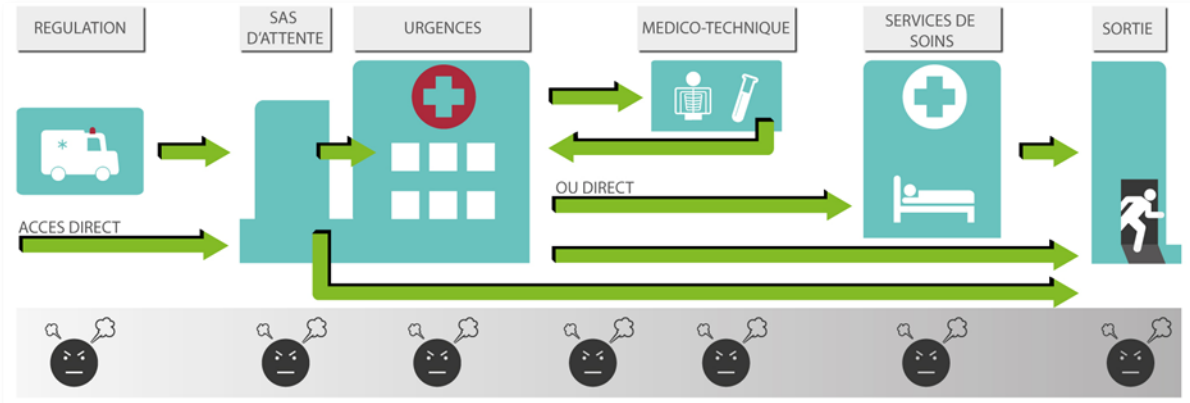 REGULATION
SAS
D'ATTENTE
URGENCES
MEDICO-TECHNIQUE
SERVICES DE
SOINS
SORTIE
OU DIRECT
ACCES DIRECT